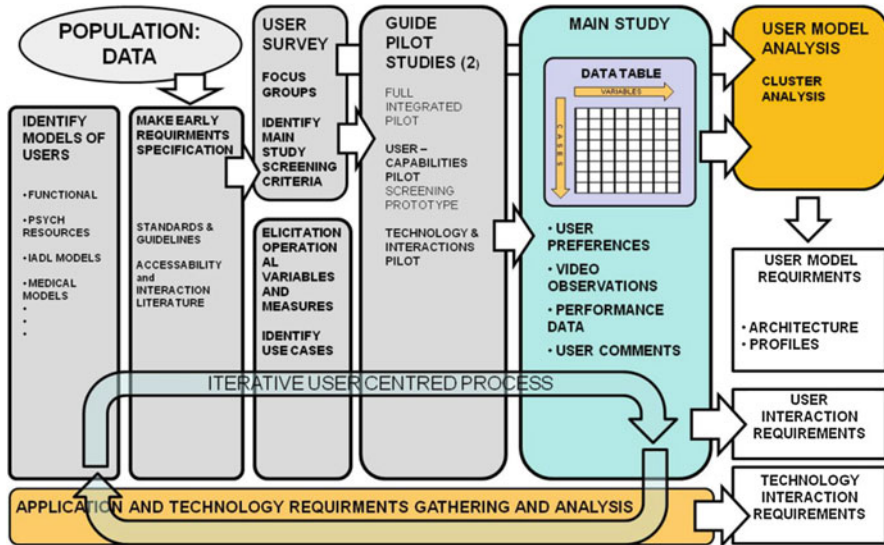 POPULATION:
DATA
IDENTIFY
MODELS OF
USERS
•FUNCTIONAL
•PSYCH
RESOURCES
•IADL MODELS
•MEDICAL
MODELS
•
•
•
MAKE EARLY
REQUIRMENTS
SPECIFICATION
STANDARDS &
GUIDELINES
ACCESSABILITY
and
INTERACTION
LITERATURE
USER
SURVEY
FOCUS
GROUPS
IDENTIFY
MAIN
STUDY
SCREENING
CRITERIA
ELICITATION
OPERATION
AL
VARIABLES
AND
MEASURES
IDENTIFY
USE CASES
GUIDE
PILOT
STUDIES (2)
FULL
INTEGRATED
PILOT
USER –
CAPABILITIES
PILOT
SCREENING
PROTOTYPE
TECHNOLOGY &
INTERACTIONS
PILOT
MAIN STUDY
DATA TABLE
VARIABLES
CASES
• USER
PREFERENCES
• VIDEO
OBSERVATIONS
• PERFORMANCE
DATA
• USER COMMENTS
USER MODEL
ANALYSIS
CLUSTER
ANALYSIS
USER MODEL
REQUIRMENTS
• ARCHITECTURE
• PROFILES
USER
INTERACTION
REQUIREMENTS
TECHNOLOGY
INTERACTION
REQUIREMENTS
ITERATIVE USER CENTRED PROCESS
APPLICATION AND TECHNOLOGY REQUIRMENTS GATHERING AND ANALYSIS